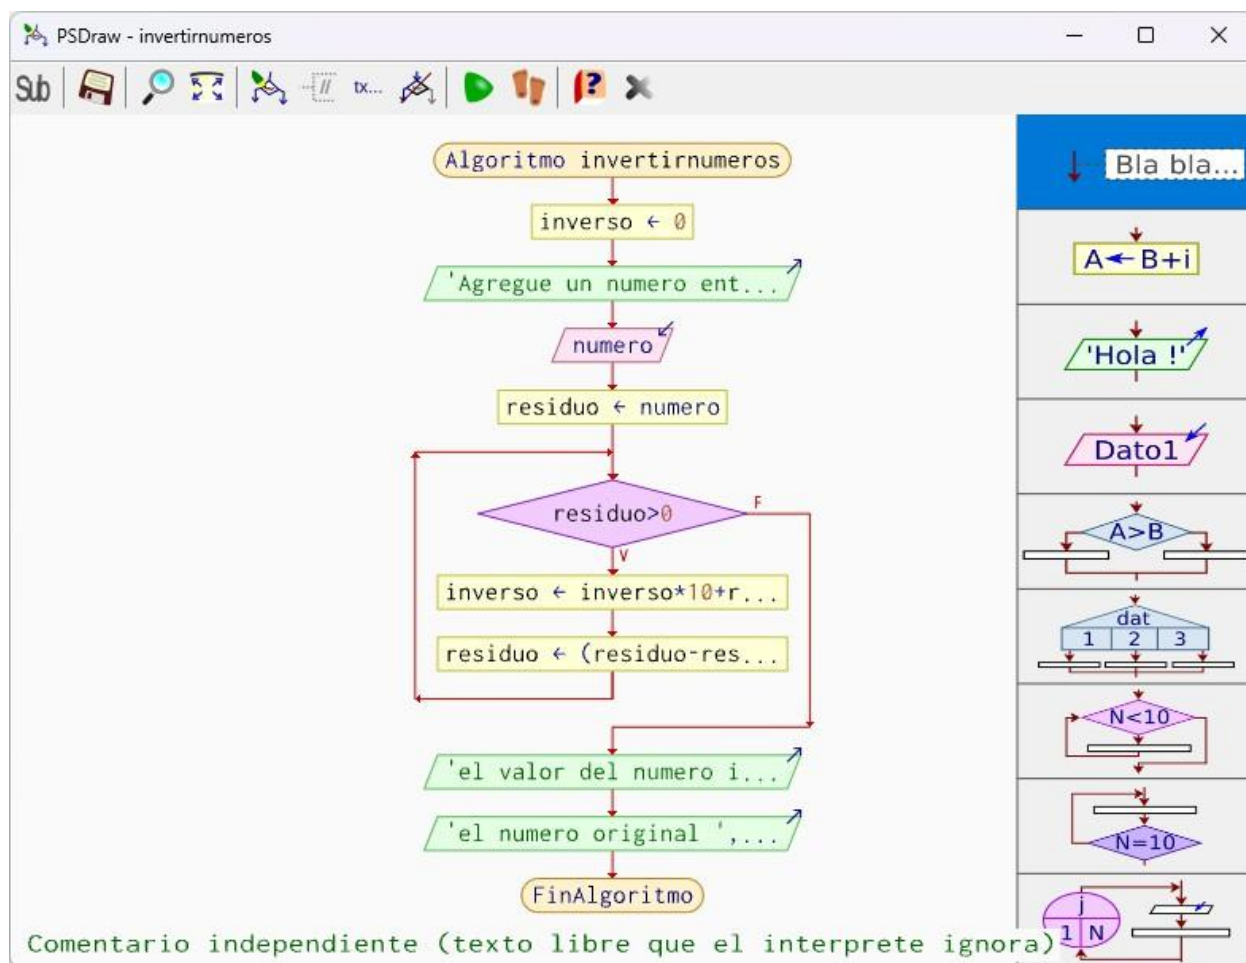 PSDraw - invertirnumeros
Sub
tx...
Algoritmo invertirnumeros
inverso ← 0
'Agregue un numero ent...
numero
residuo ← numero
residuo>0
F
V
inverso ← inverso*10+r...
residuo ← (residuo-res...
'el valor del numero i...
'el numero original ',...
FinAlgoritmo
Comentario independiente (texto libre que el interprete ignora)
Bla bla...
A← B+i
'Hola !'
Dato1
A>B
dat
1 2 3
N<10
N=10
j
1 N